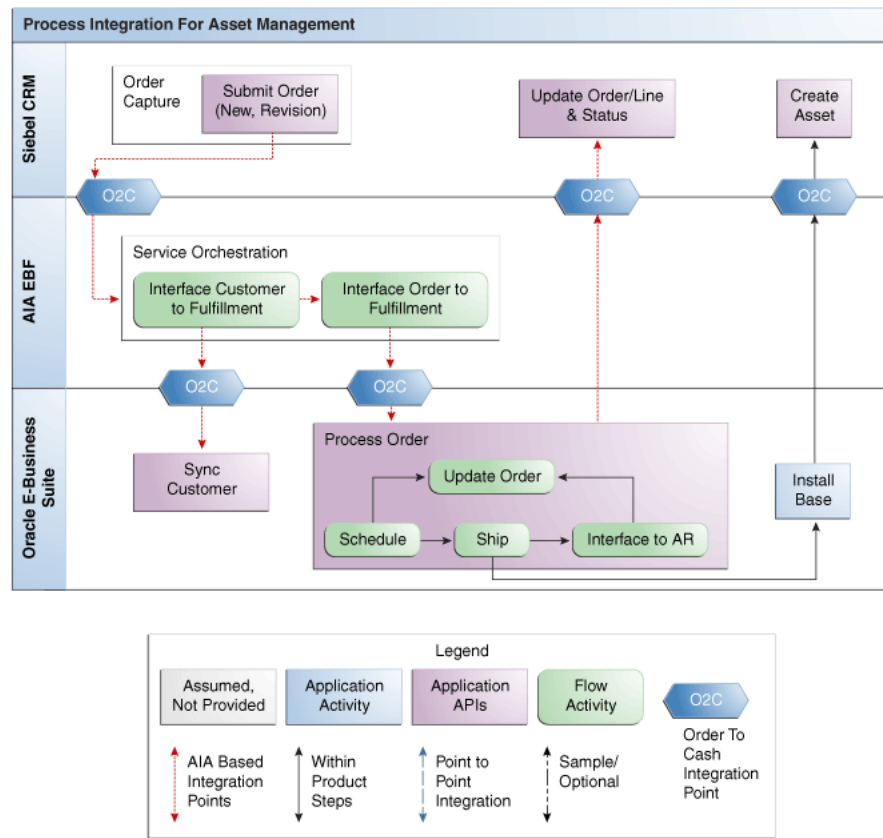 Process Integration For Asset Management
Siebel CRM
Order
Capture
Submit Order
(New, Revision)
Update Order/Line
& Status
Create
Asset
O2C
O2C
O2C
AIA EBF
Service Orchestration
Interface Customer
to Fulfillment
Interface Order to
Fulfillment
O2C
O2C
Oracle E-Business
Suite
Sync
Customer
Process Order
Update Order
Schedule
Ship
Interface to AR
Install
Base
Legend
Assumed,
Not Provided
Application
Activity
Application
APIs
Flow
Activity
O2C
AIA Based
Integration
Points
Within
Product
Steps
Point to
Point
Integration
Sample/
Optional
Order To
Cash
Integration
Point